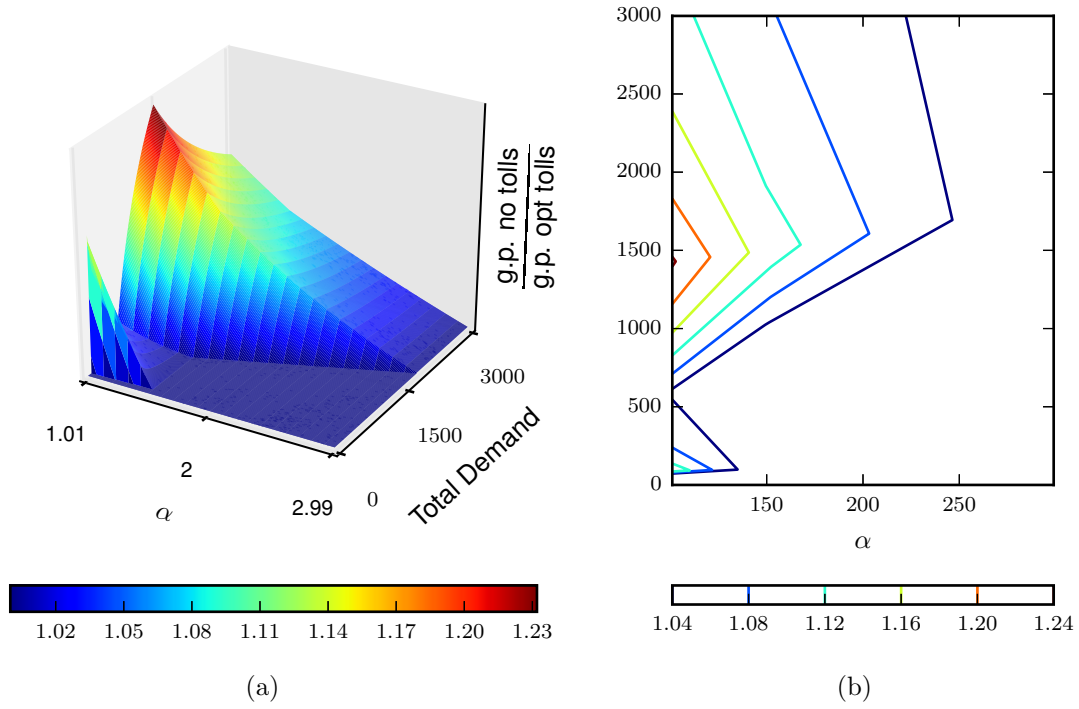 g.p. no tolls
g.p. opt tolls
1.01
2
2.99
α
0
1500
3000
Total Demand
1.02 1.05 1.08 1.11 1.14 1.17 1.20 1.23
(a)
3000
2500
2000
1500
1000
500
0
150 200 250
α
1.04 1.08 1.12 1.16 1.20 1.24
(b)